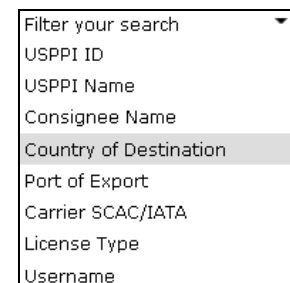 Filter your search
USPPI ID
USPPI Name
Consignee Name
Country of Destination
Port of Export
Carrier SCAC/IATA
License Type
Username